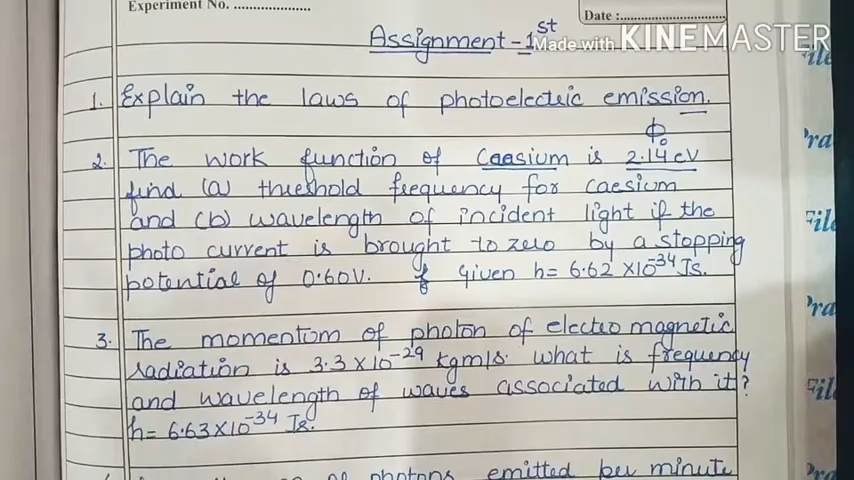 Experiment No. ....................
Date :..............................
Assignment - 1st
Made with KINEMASTER
1. Explain the laws of photoelectric emission.
ϕ₀
2. The work function of Caesium is 2.14 eV
find (a) threshold frequency for caesium
and (b) wavelength of incident light if the
photo current is brought to zero by a stopping
potential of 0.60V. Given h = 6.62 × 10⁻³⁴ Js.
3. The momentum of photon of electro magnetic
radiation is 3.3 × 10⁻²⁹ kgm/s. what is frequency
and wavelength of waves associated with it?
h = 6.63 × 10⁻³⁴ Js.
photons emitted per minute